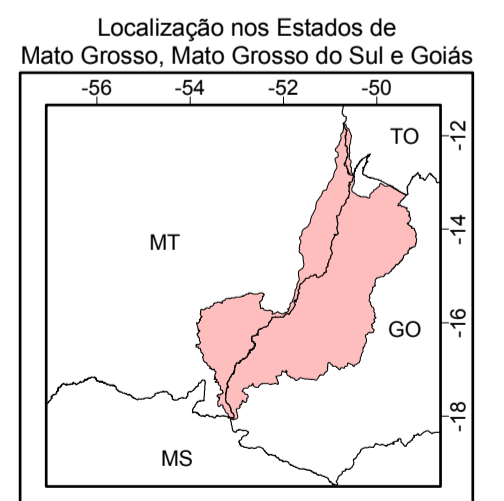 Localização nos Estados de
Mato Grosso, Mato Grosso do Sul e Goiás
-56 -54 -52 -50
-12
TO
-14
MT
-16
GO
-18
MS